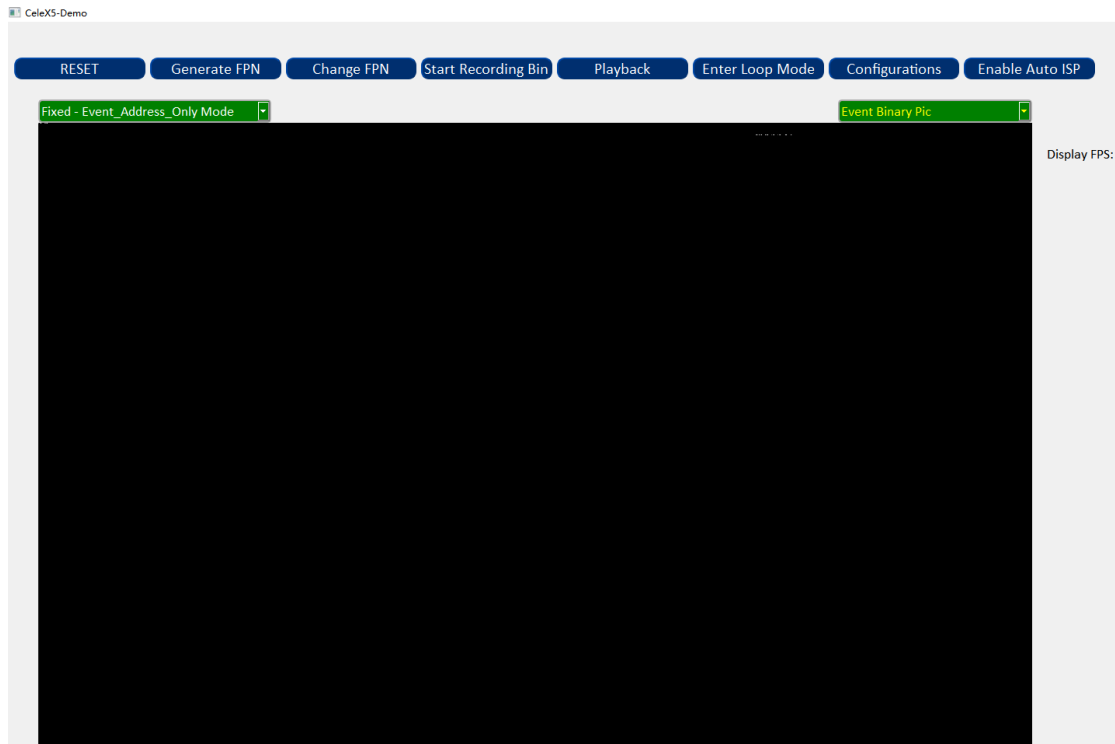 CeleX5-Demo
RESET
Generate FPN
Change FPN
Start Recording Bin
Playback
Enter Loop Mode
Configurations
Enable Auto ISP
Fixed - Event_Address_Only Mode
Event Binary Pic
Display FPS: